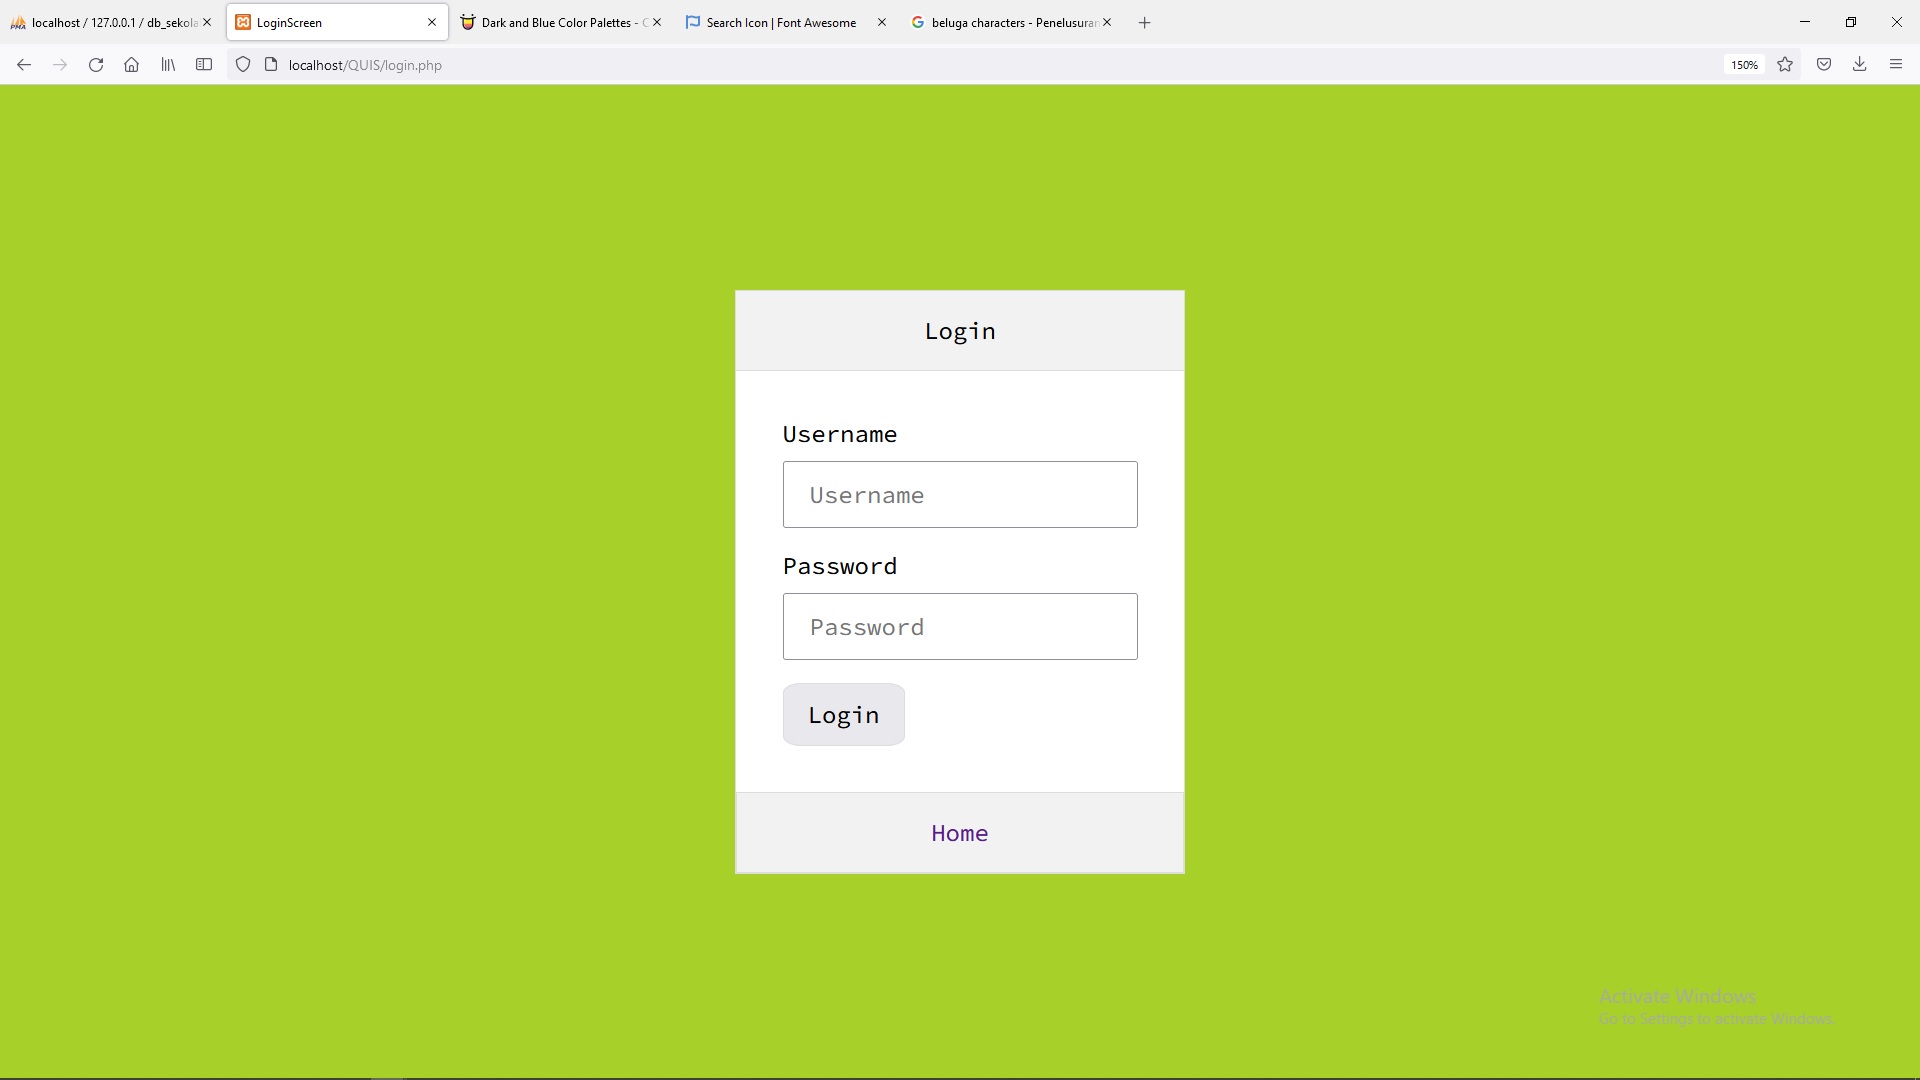 localhost / 127.0.0.1 / db_sekola
LoginScreen
Dark and Blue Color Palettes - C
Search Icon | Font Awesome
beluga characters - Penelusuran
localhost/QUIS/login.php
150%
Login
Username
Username
Password
Password
Login
Home
Activate Windows
Go to Settings to activate Windows.